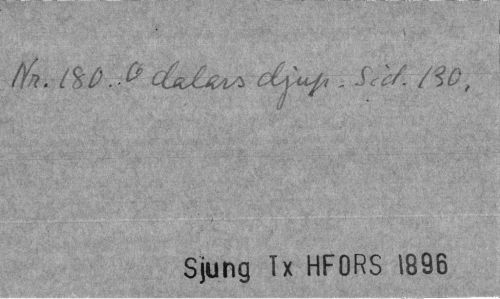 Nr. 180. O dalars djup. Sid. 130.
Sjung Tx HFORS 1896